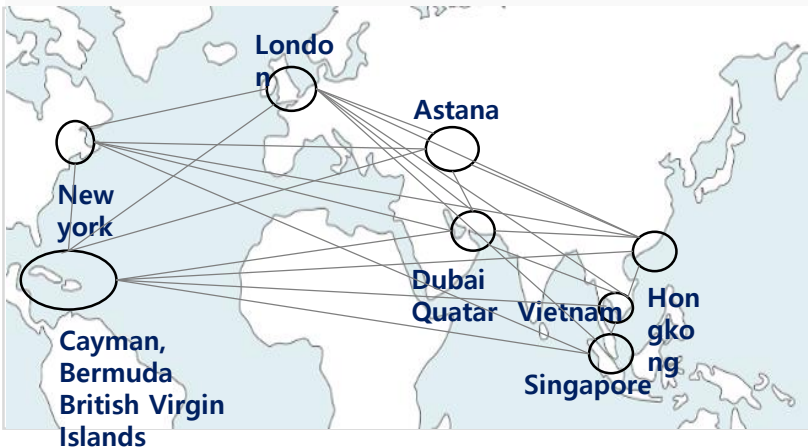 Londo
n
Astana
New
york
Dubai
Quatar
Vietnam
Hon
gko
ng
Singapore
Cayman,
Bermuda
British Virgin
Islands